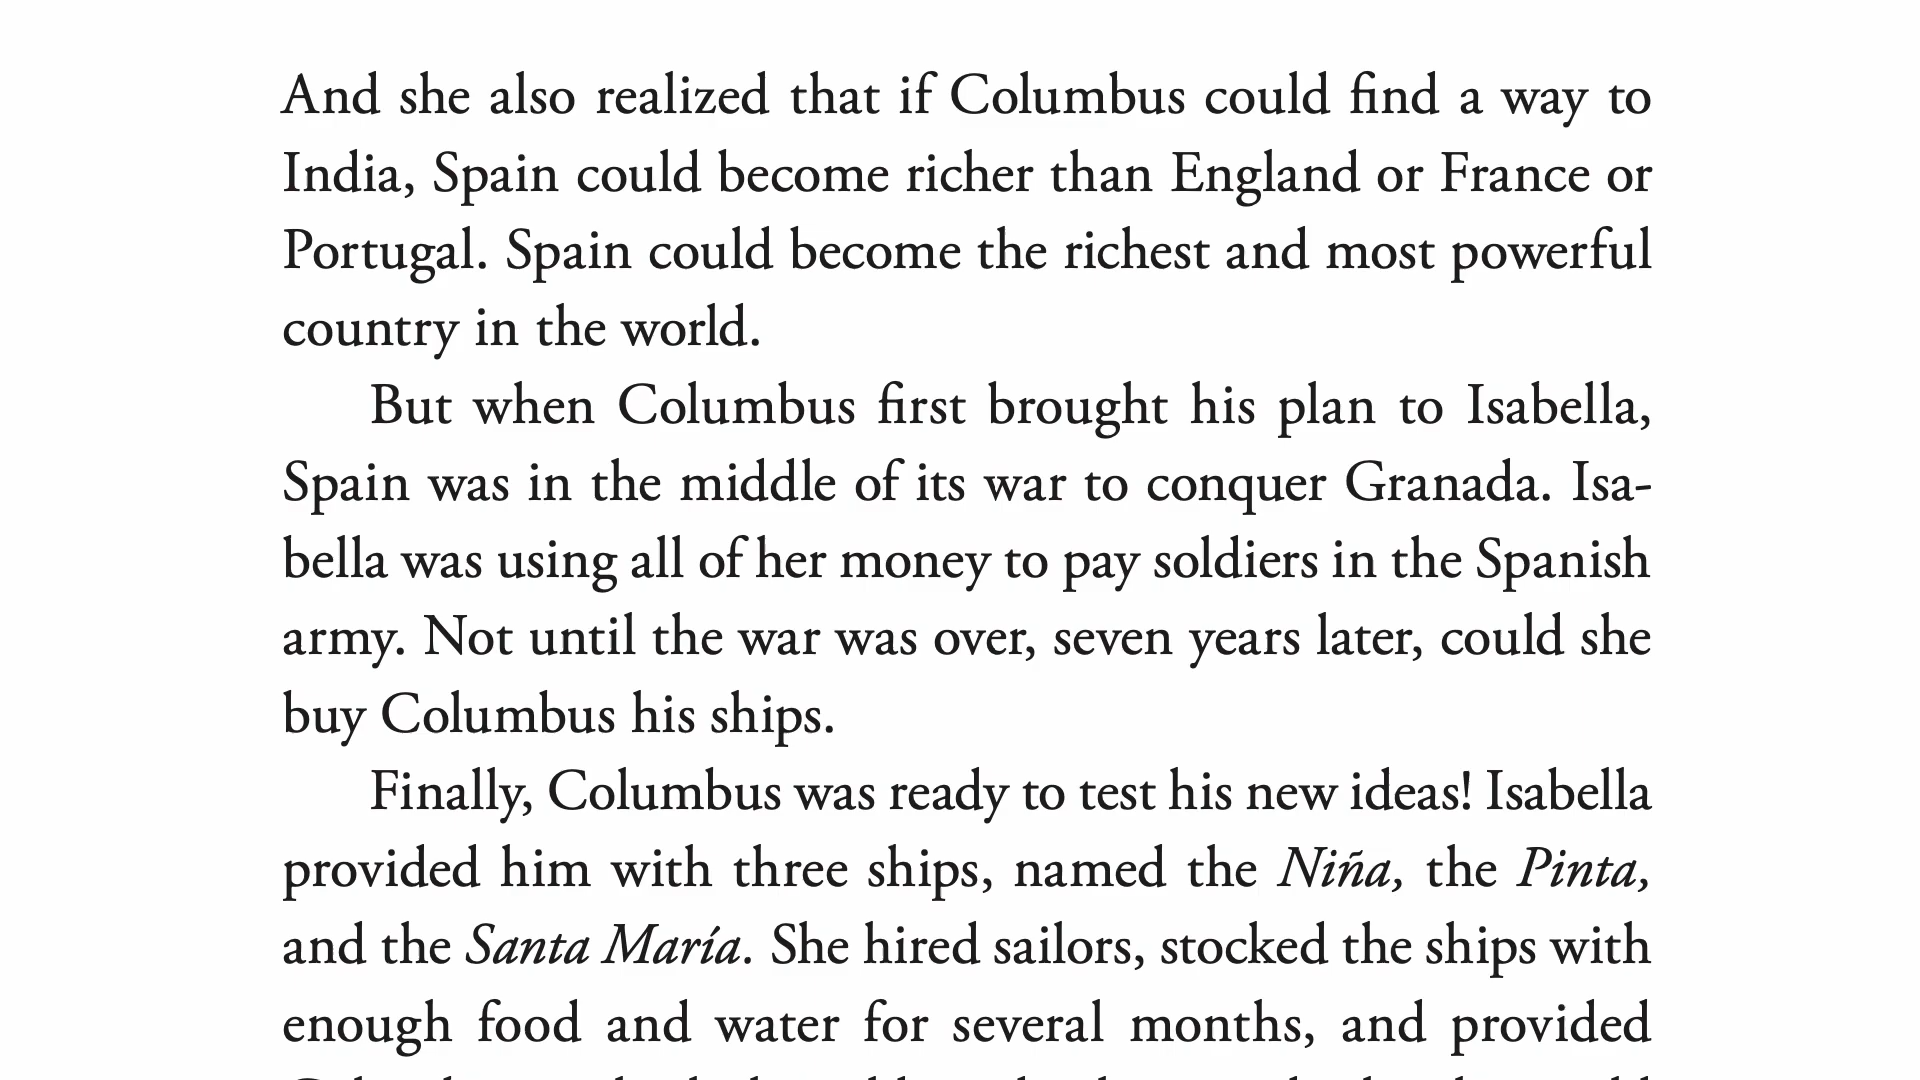 And she also realized that if Columbus could find a way to
India, Spain could become richer than England or France or
Portugal. Spain could become the richest and most powerful
country in the world.
But when Columbus first brought his plan to Isabella,
Spain was in the middle of its war to conquer Granada. Isa-
bella was using all of her money to pay soldiers in the Spanish
army. Not until the war was over, seven years later, could she
buy Columbus his ships.
Finally, Columbus was ready to test his new ideas! Isabella
provided him with three ships, named the Niña, the Pinta,
and the Santa María. She hired sailors, stocked the ships with
enough food and water for several months, and provided